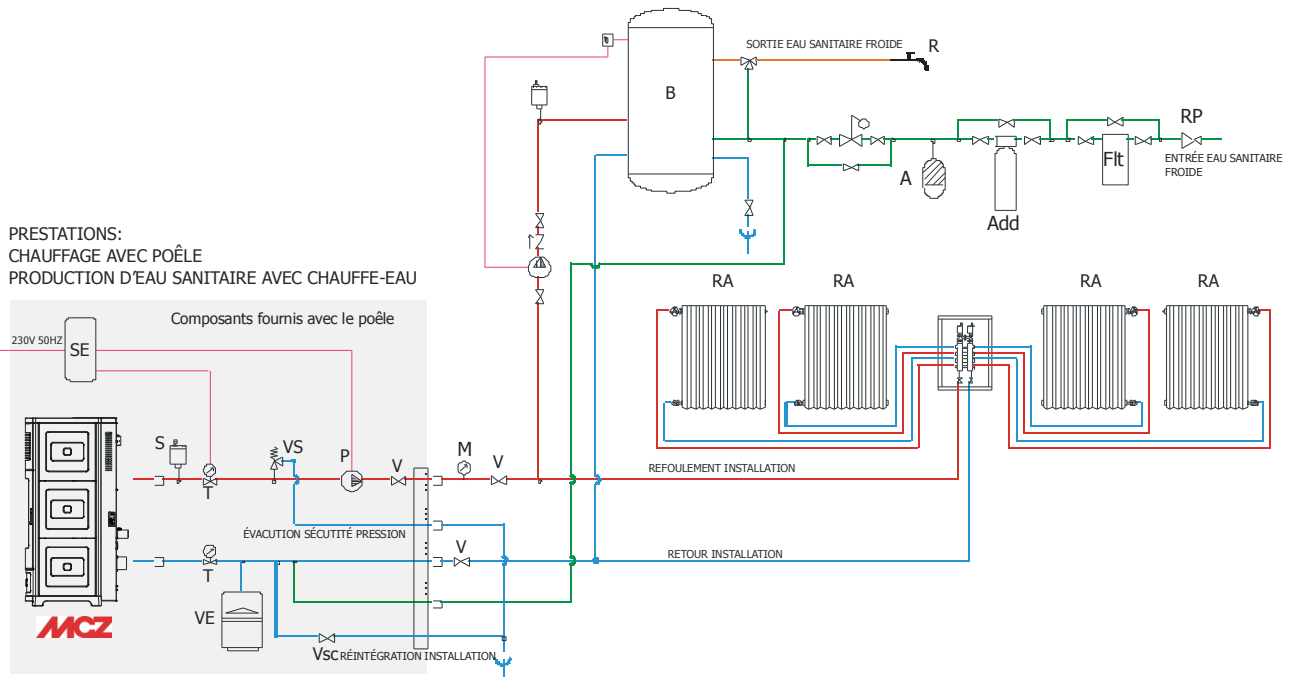 SORTIE EAU SANITAIRE FROIDE
R
B
RP
ENTRÉE EAU SANITAIRE
FROIDE
Flt
A
Add
PRESTATIONS:
CHAUFFAGE AVEC POÊLE
PRODUCTION D’EAU SANITAIRE AVEC CHAUFFE-EAU
RA
RA
RA
RA
Composants fournis avec le poêle
230V 50HZ
SE
S
VS
P
V
M
V
T
REFOULEMENT INSTALLATION
ÉVACUTION SÉCUTITÉ PRESSION
V
RETOUR INSTALLATION
T
VE
MCZ
Vsc RÉINTÉGRATION INSTALLATION